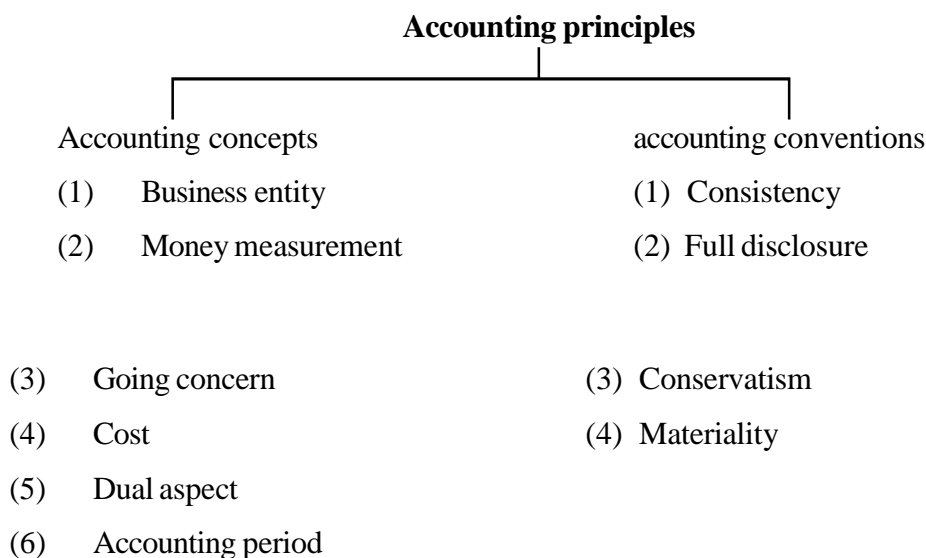 Accounting principles
Accounting concepts accounting conventions
(1) Business entity (1) Consistency
(2) Money measurement (2) Full disclosure
(3) Going concern (3) Conservatism
(4) Cost (4) Materiality
(5) Dual aspect
(6) Accounting period